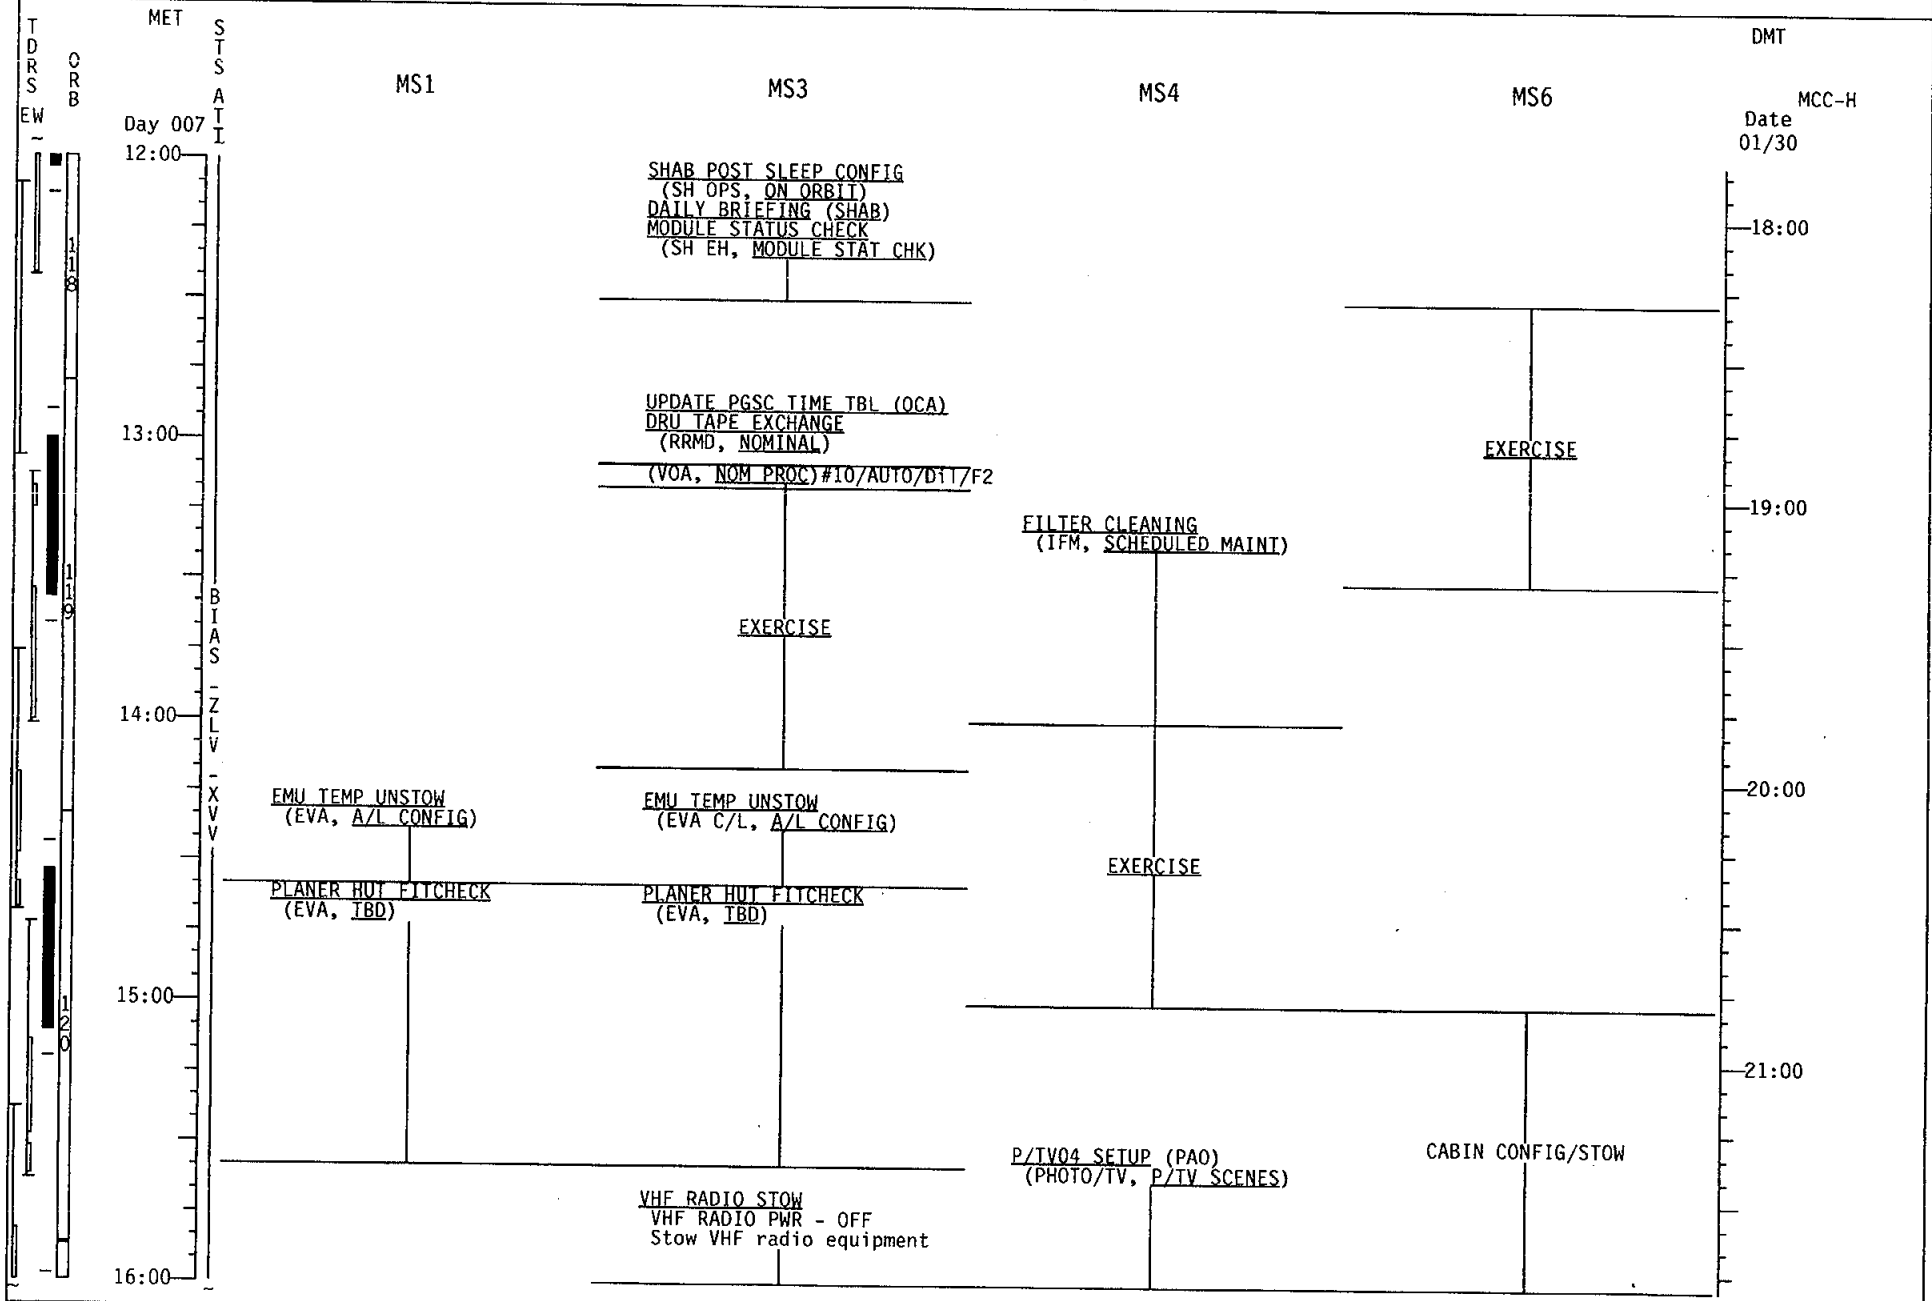 TDRS
EW
ORB
MET
STS ATTI
MS1
MS3
MS4
MS6
DMT
MCC-H
Day 007
Date
01/30
12:00
SHAB POST SLEEP CONFIG
(SH OPS, ON ORBIT)
DAILY BRIEFING (SHAB)
MODULE STATUS CHECK
(SH EH, MODULE STAT CHK)
18:00
118
UPDATE PGSC TIME TBL (OCA)
DRU TAPE EXCHANGE
(RRMD, NOMINAL)
13:00
EXERCISE
(VOA, NOM PROC)#10/AUTO/D11/F2
19:00
FILTER CLEANING
(IFM, SCHEDULED MAINT)
119
BIAS -ZLV -XVV
EXERCISE
14:00
20:00
EMU TEMP UNSTOW
(EVA, A/L CONFIG)
EMU TEMP UNSTOW
(EVA C/L, A/L CONFIG)
EXERCISE
PLANER HUT FITCHECK
(EVA, TBD)
PLANER HUT FITCHECK
(EVA, TBD)
15:00
120
21:00
P/TV04 SETUP (PAO)
(PHOTO/TV, P/TV SCENES)
CABIN CONFIG/STOW
VHF RADIO STOW
VHF RADIO PWR - OFF
Stow VHF radio equipment
16:00